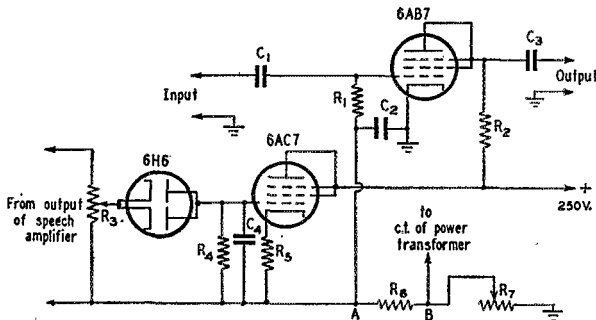 6AB7
C1
C3
Input
Output
R1
C2
R2
6AC7
6H6
From output
of speech
amplifier
R3
R4
C4
R5
+
250V.
to
c.t. of power
transformer
R6
R7
A
B